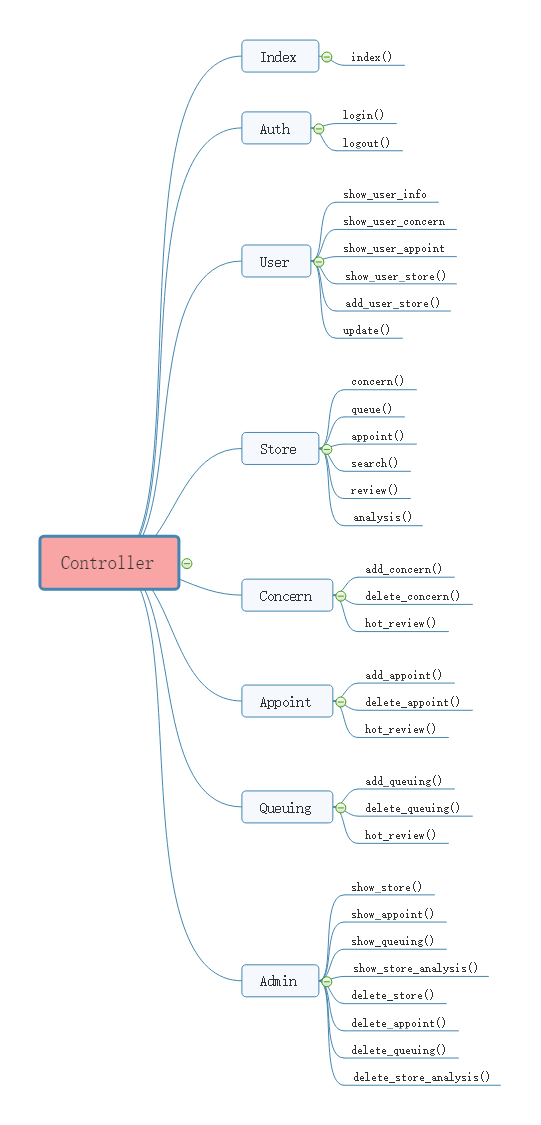 Controller
Index
index()
Auth
login()
logout()
User
show_user_info
show_user_concern
show_user_appoint
show_user_store()
add_user_store()
update()
Store
concern()
queue()
appoint()
search()
review()
analysis()
Concern
add_concern()
delete_concern()
hot_review()
Appoint
add_appoint()
delete_appoint()
hot_review()
Queuing
add_queuing()
delete_queuing()
hot_review()
Admin
show_store()
show_appoint()
show_queuing()
show_store_analysis()
delete_store()
delete_appoint()
delete_queuing()
delete_store_analysis()